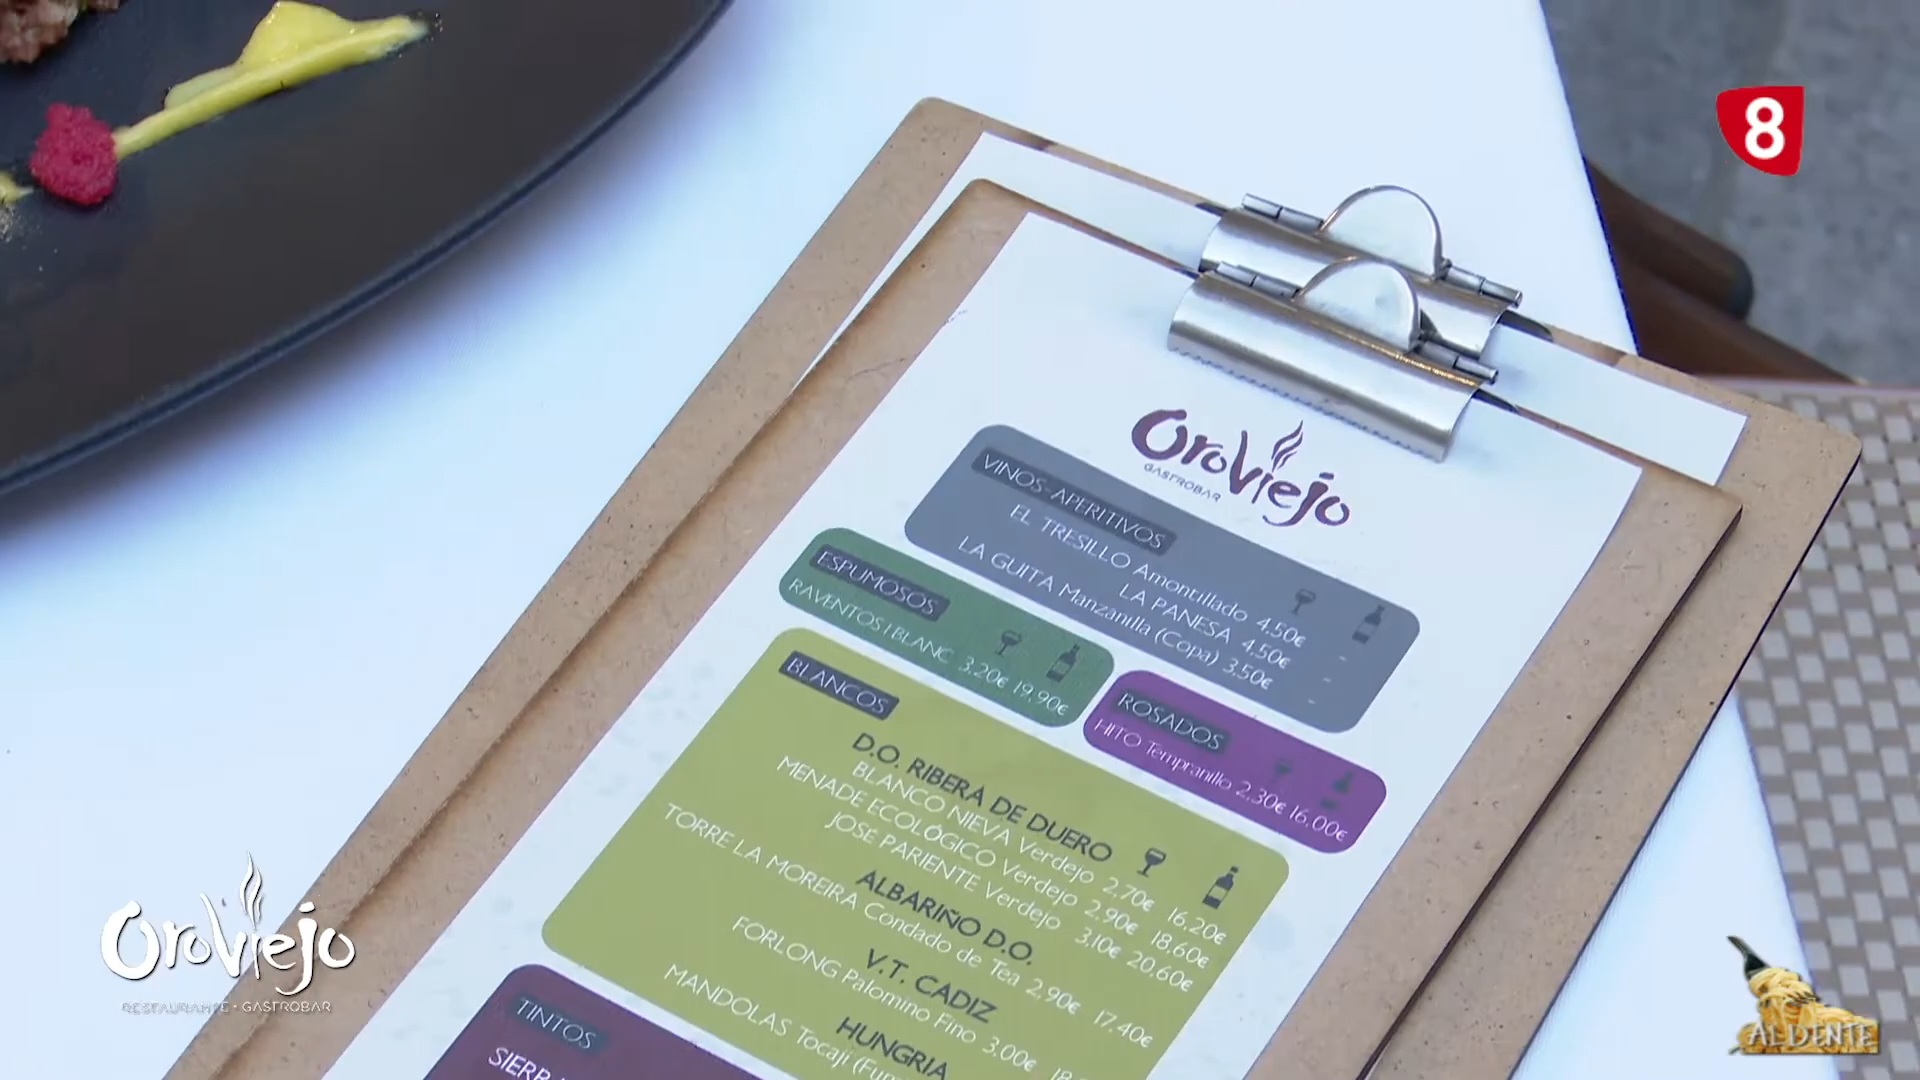 8
OroViejo
GASTROBAR
VINOS-APERITIVOS
EL TRESILLO Amontillado 4.50€ -
LA PANESA 4.50€ -
LA GUITA Manzanilla (Copa) 3.50€ -
ESPUMOSOS
RAVENTOS I BLANC 3.20€ 19.90€
ROSADOS
HITO Tempranillo 2.30€ 16.00€
BLANCOS
D.O. RIBERA DE DUERO
BLANCO NIEVA Verdejo 2.70€ 16.20€
MENADE ECOLÓGICO Verdejo 2.90€ 18.60€
JOSE PARIENTE Verdejo 3.10€ 20.60€
ALBARIÑO D.O.
TORRE LA MOREIRA Condado de Tea 2.90€ 17.40€
V.T. CADIZ
FORLONG Palomino Fino 3.00€
HUNGRIA
MANDOLAS Tocaji
TINTOS
OroViejo
RESTAURANTE • GASTROBAR
AL DENTE